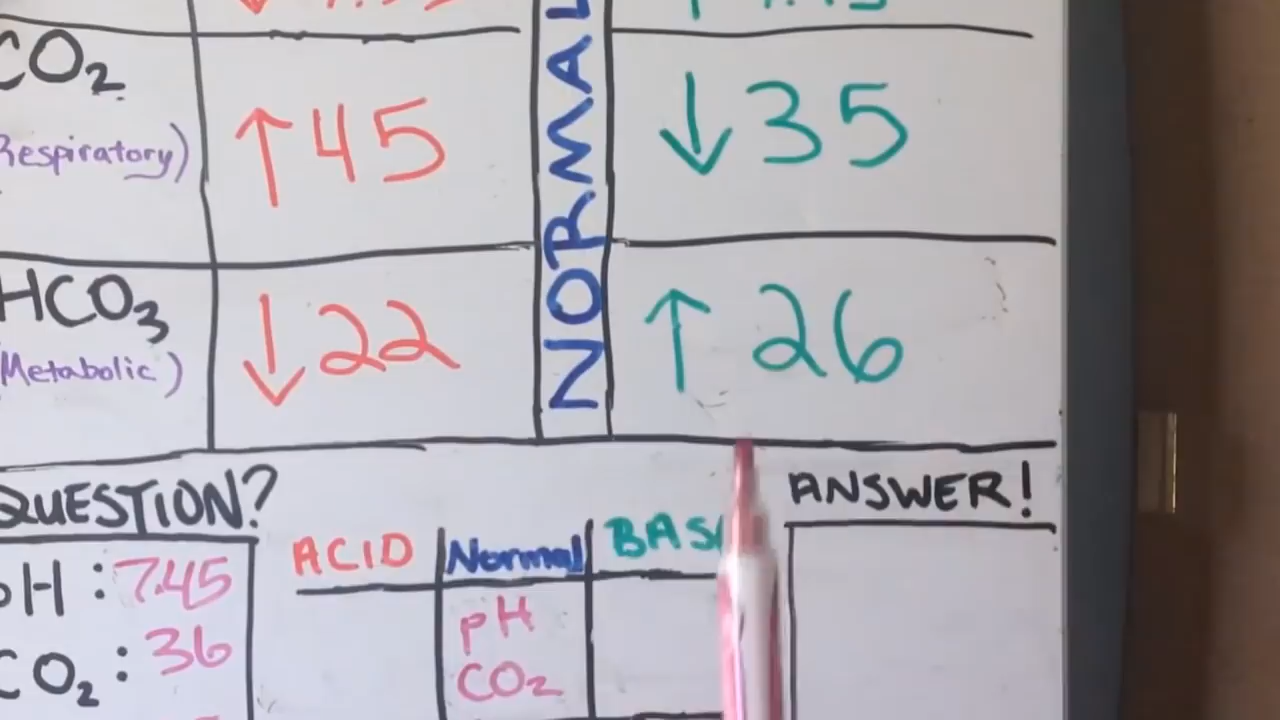 CO₂
↑45
NORMAL
↓35
Respiratory)
HCO₃
↓22
↑26
Metabolic)
QUESTION?
ANSWER!
ACID
Normal
BAS
pH : 7.45
pH
CO₂ : 36
CO₂